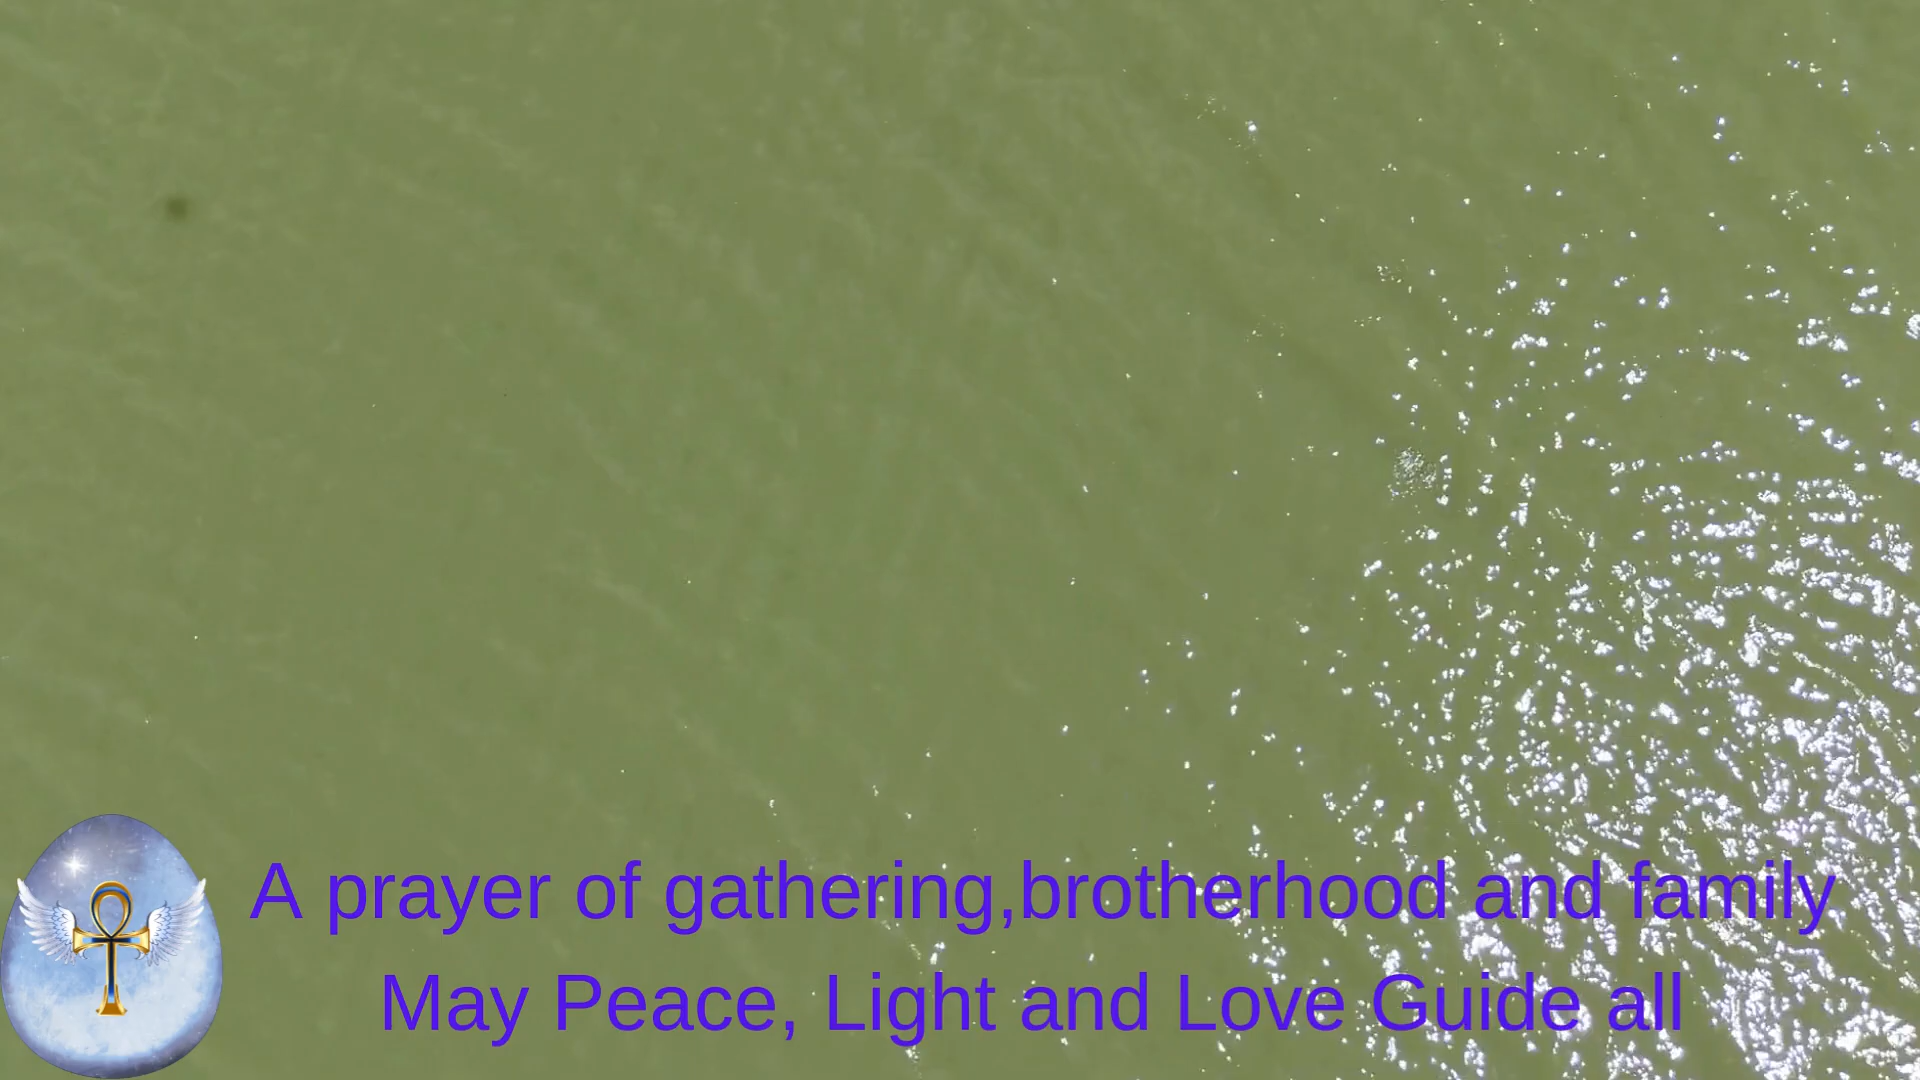 A prayer of gathering,brotherhood and family
May Peace, Light and Love Guide all